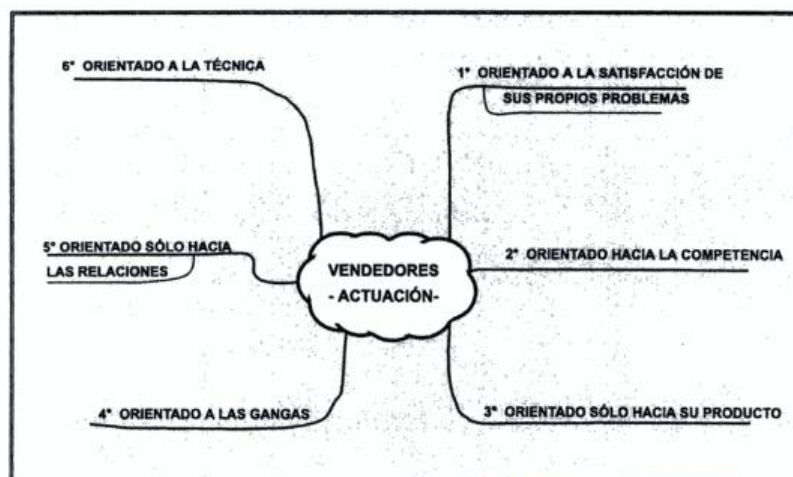 6° ORIENTADO A LA TÉCNICA
1° ORIENTADO A LA SATISFACCIÓN DE
SUS PROPIOS PROBLEMAS
5° ORIENTADO SÓLO HACIA
LAS RELACIONES
VENDEDORES
- ACTUACIÓN-
2° ORIENTADO HACIA LA COMPETENCIA
4° ORIENTADO A LAS GANGAS
3° ORIENTADO SÓLO HACIA SU PRODUCTO